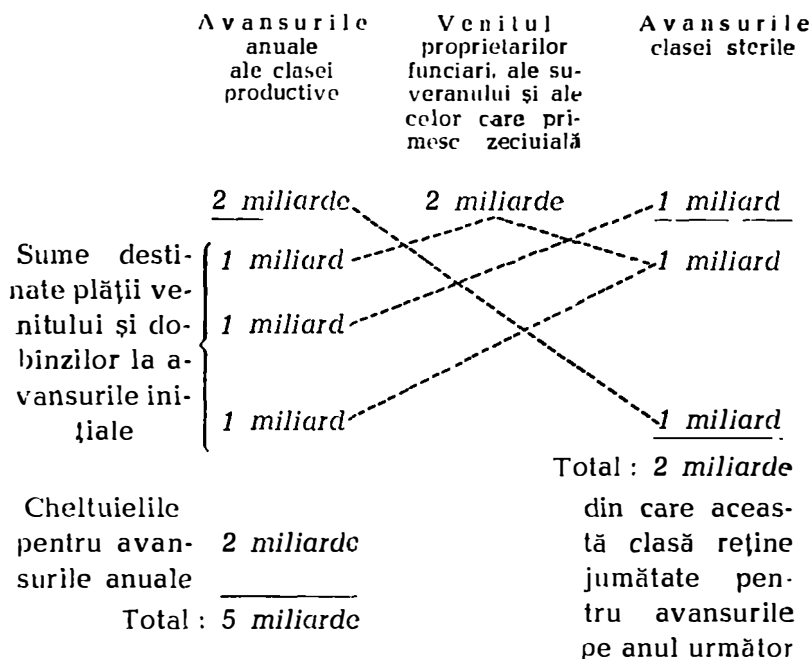 Avansurile
anuale
ale clasei
productive
Venitul
proprietarilor
funciari, ale su-
veranului și ale
celor care pri-
mesc zeciuială
Avansurile
clasei sterile
2 miliarde 2 miliarde 1 miliard
Sume desti-
nate plății ve-
nitului și do-
bînzilor la a-
vansurile ini-
țiale
1 miliard 1 miliard
1 miliard
1 miliard 1 miliard
Total : 2 miliarde
Cheltuielile
pentru avan-
surile anuale
2 miliarde
Total : 5 miliarde
din care aceas-
tă clasă reține
jumătate pen-
tru avansurile
pe anul următor